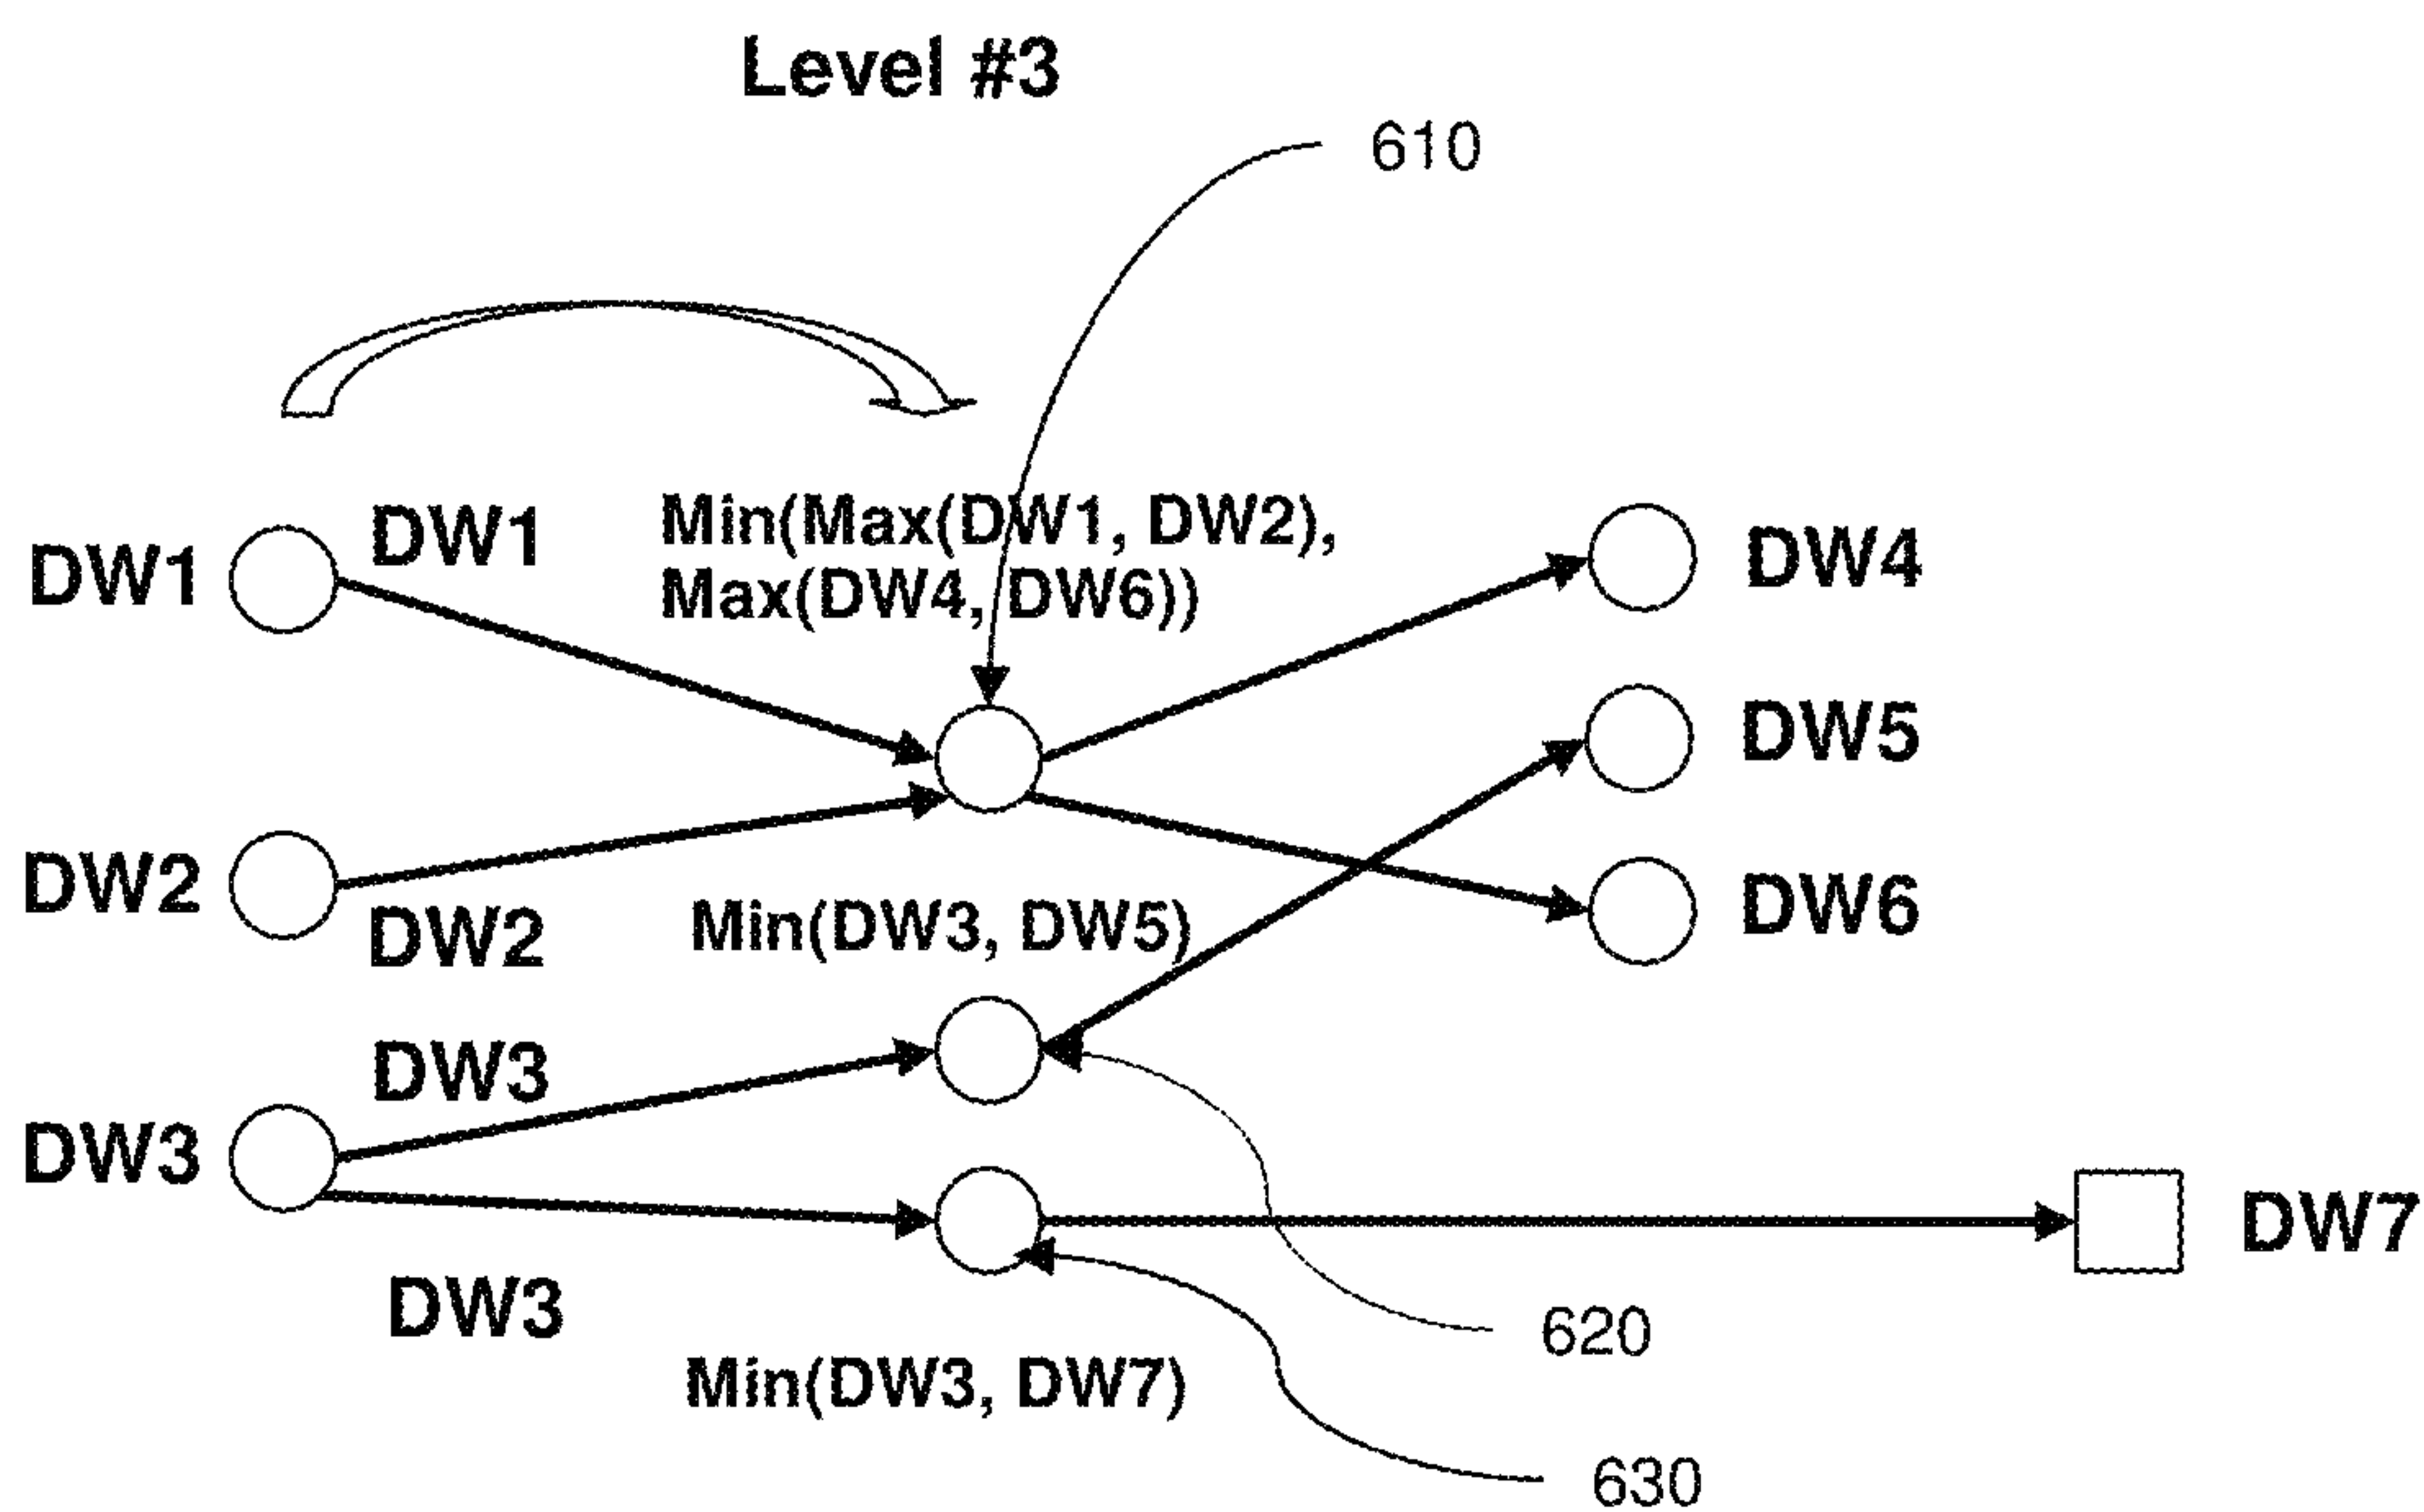 Level #3
610
DW1
DW1
Min(Max(DW1, DW2),
Max(DW4, DW6))
DW4
DW5
DW2
DW2
Min(DW3, DW5)
DW6
DW3
DW3
DW3
Min(DW3, DW7)
DW7
620
630